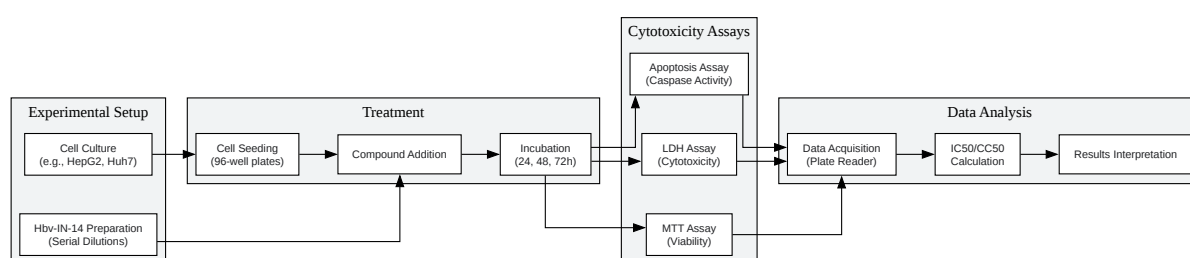 Experimental Setup
Cell Culture
(e.g., HepG2, Huh7)
Hbv-IN-14 Preparation
(Serial Dilutions)
Treatment
Cell Seeding
(96-well plates)
Compound Addition
Incubation
(24, 48, 72h)
Cytotoxicity Assays
Apoptosis Assay
(Caspase Activity)
LDH Assay
(Cytotoxicity)
MTT Assay
(Viability)
Data Analysis
Data Acquisition
(Plate Reader)
IC50/CC50
Calculation
Results Interpretation